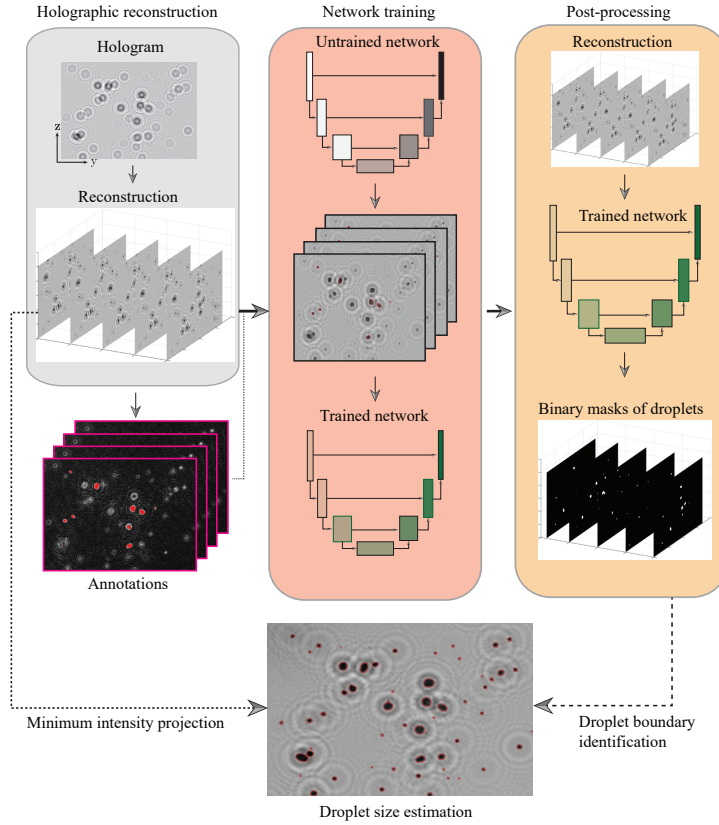 Holographic reconstruction
Network training
Post-processing
Hologram
z
y
Reconstruction
Annotations
Untrained network
Trained network
Reconstruction
Trained network
Binary masks of droplets
Minimum intensity projection
Droplet boundary
identification
Droplet size estimation